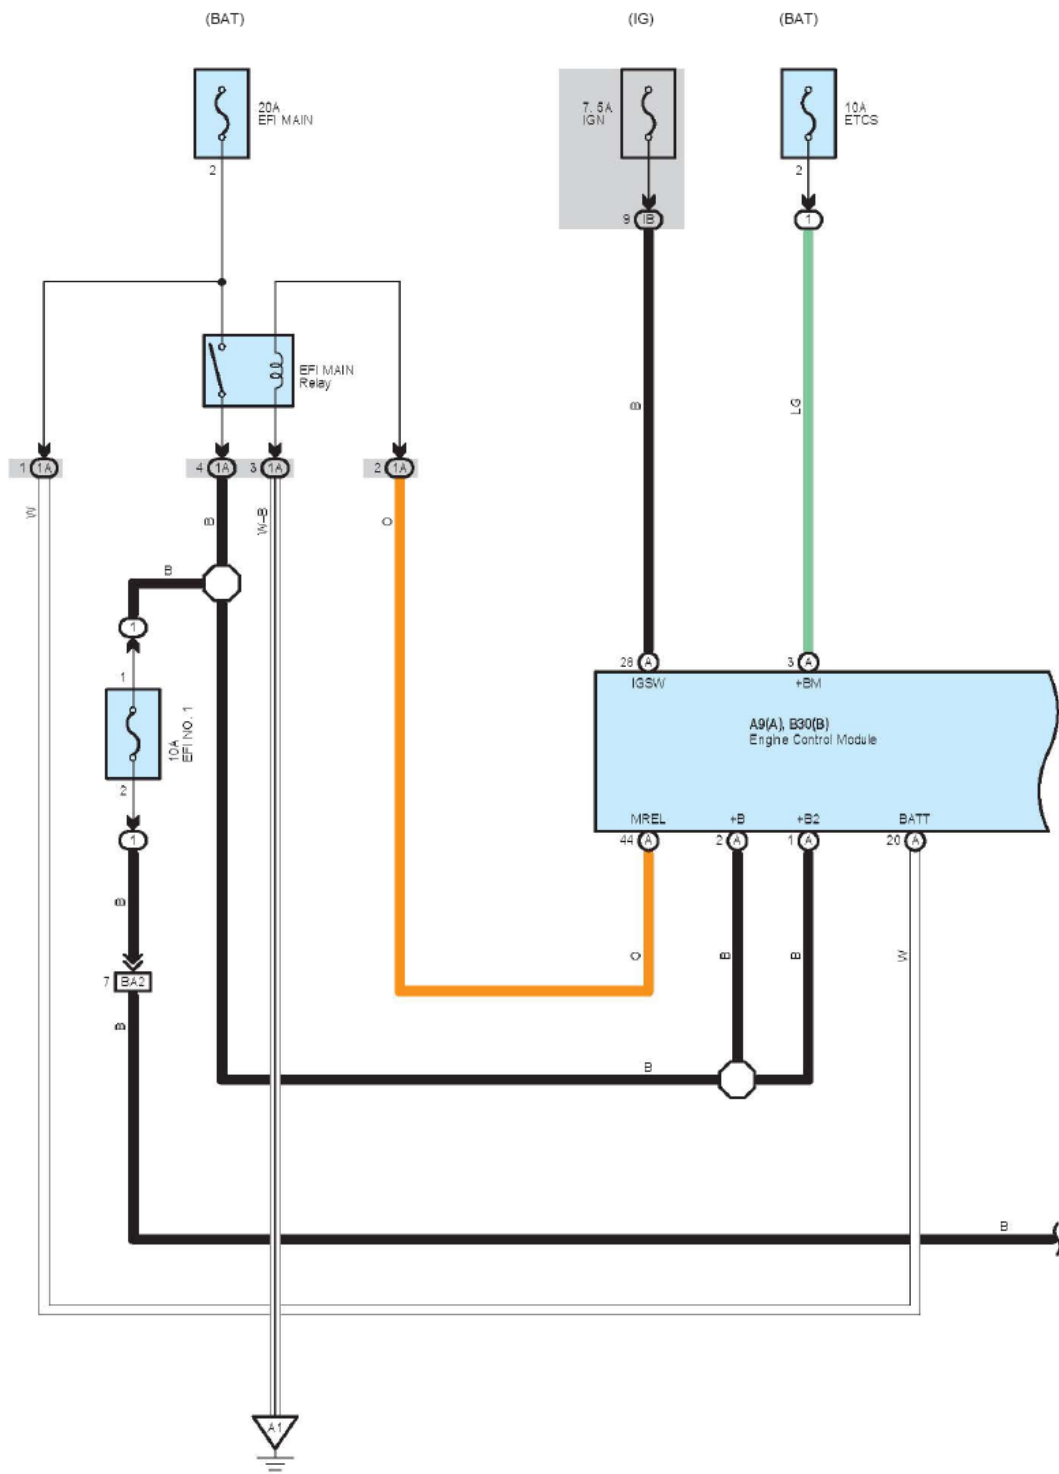 (BAT)
(IG)
(BAT)
20A
EFI MAIN
7. 5A
IGN
10A
ETCS
2
2
9
IB
1
EFI MAIN
Relay
B
LG
1
1A
4
1A
3
1A
2
1A
W
B
W-B
O
B
1
1
10A
EFI NO. 1
2
1
28
A
3
A
IGSW
+BM
A9(A), B30(B)
Engine Control Module
MREL
+B
+B2
BATT
44
A
2
A
1
A
20
A
B
O
B
B
W
7
BA2
B
B
B
A1